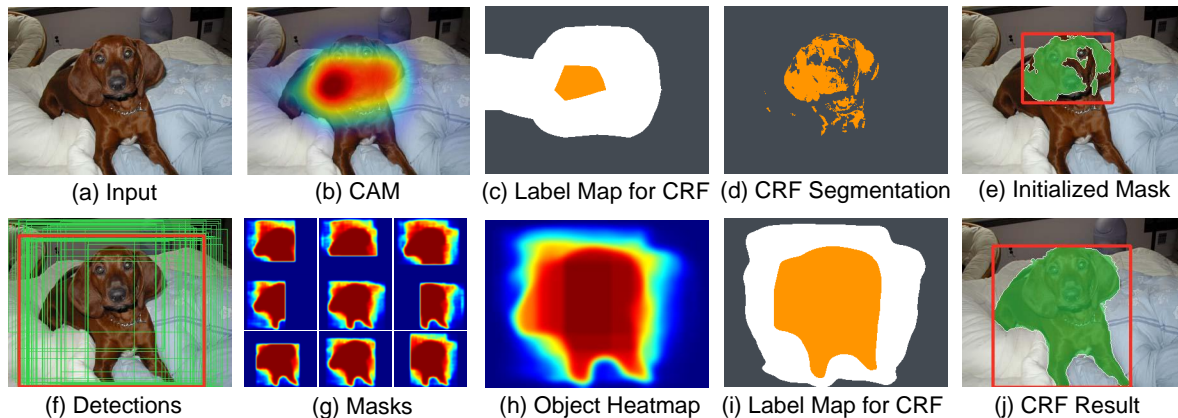 (a) Input
(b) CAM
(c) Label Map for CRF
(d) CRF Segmentation
(e) Initialized Mask
(f) Detections
(g) Masks
(h) Object Heatmap
(i) Label Map for CRF
(j) CRF Result